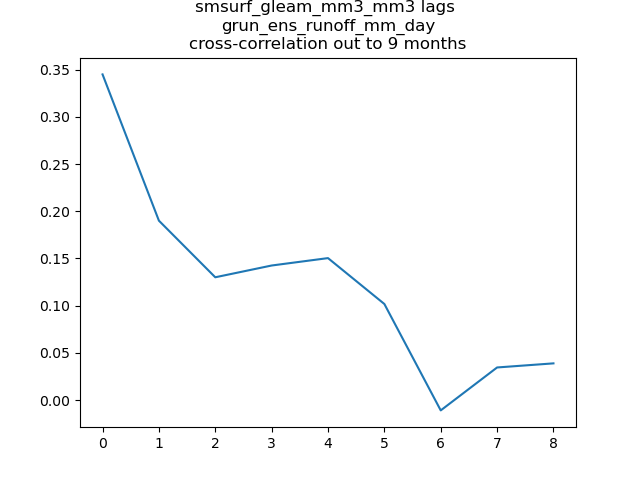 smsurf_gleam_mm3_mm3 lags
grun_ens_runoff_mm_day
cross-correlation out to 9 months
0.35
0.30
0.25
0.20
0.15
0.10
0.05
0.00
0 1 2 3 4 5 6 7 8